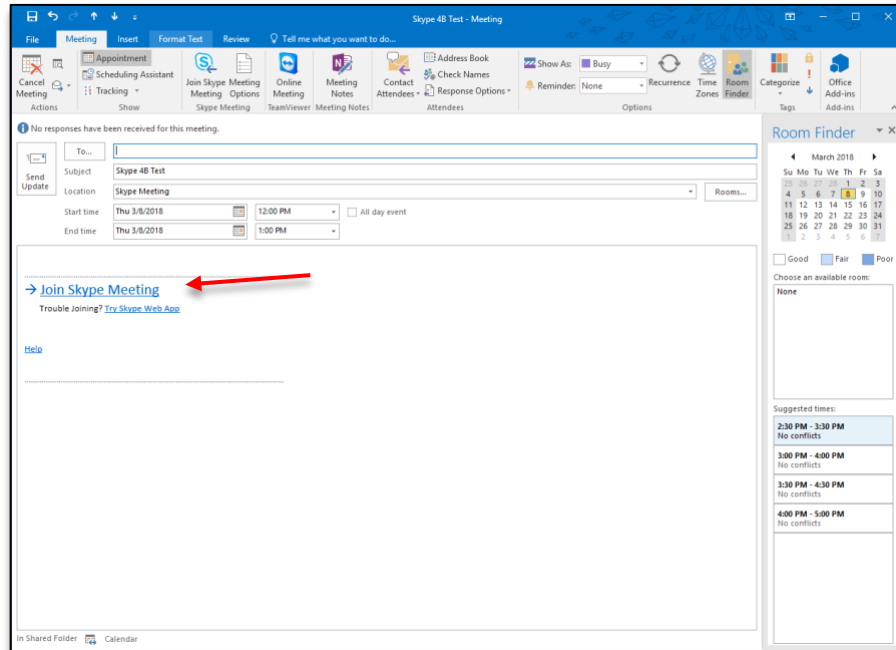 Skype 4B Test - Meeting
File Meeting Insert Format Text Review Tell me what you want to do...
Cancel Meeting
Actions
Appointment
Scheduling Assistant
Tracking
Show
Join Skype Meeting
Meeting Options
Skype Meeting
Online Meeting
TeamViewer
Meeting Notes
Meeting Notes
Contact Attendees
Address Book
Check Names
Response Options
Attendees
Show As: Busy
Reminder: None
Recurrence
Time Zones
Room Finder
Options
Categorize
Tags
Office Add-ins
Add-ins
No responses have been received for this meeting.
Send Update
To...
Subject Skype 4B Test
Location Skype Meeting Rooms...
Start time Thu 3/8/2018 12:00 PM All day event
End time Thu 3/8/2018 1:00 PM
→ Join Skype Meeting
Trouble Joining? Try Skype Web App
Help
In Shared Folder Calendar
Room Finder
March 2018
Su Mo Tu We Th Fr Sa
25 26 27 28 1 2 3
4 5 6 7 8 9 10
11 12 13 14 15 16 17
18 19 20 21 22 23 24
25 26 27 28 29 30 31
1 2 3 4 5 6 7
Good Fair Poor
Choose an available room:
None
Suggested times:
2:30 PM - 3:30 PM
No conflicts
3:00 PM - 4:00 PM
No conflicts
3:30 PM - 4:30 PM
No conflicts
4:00 PM - 5:00 PM
No conflicts